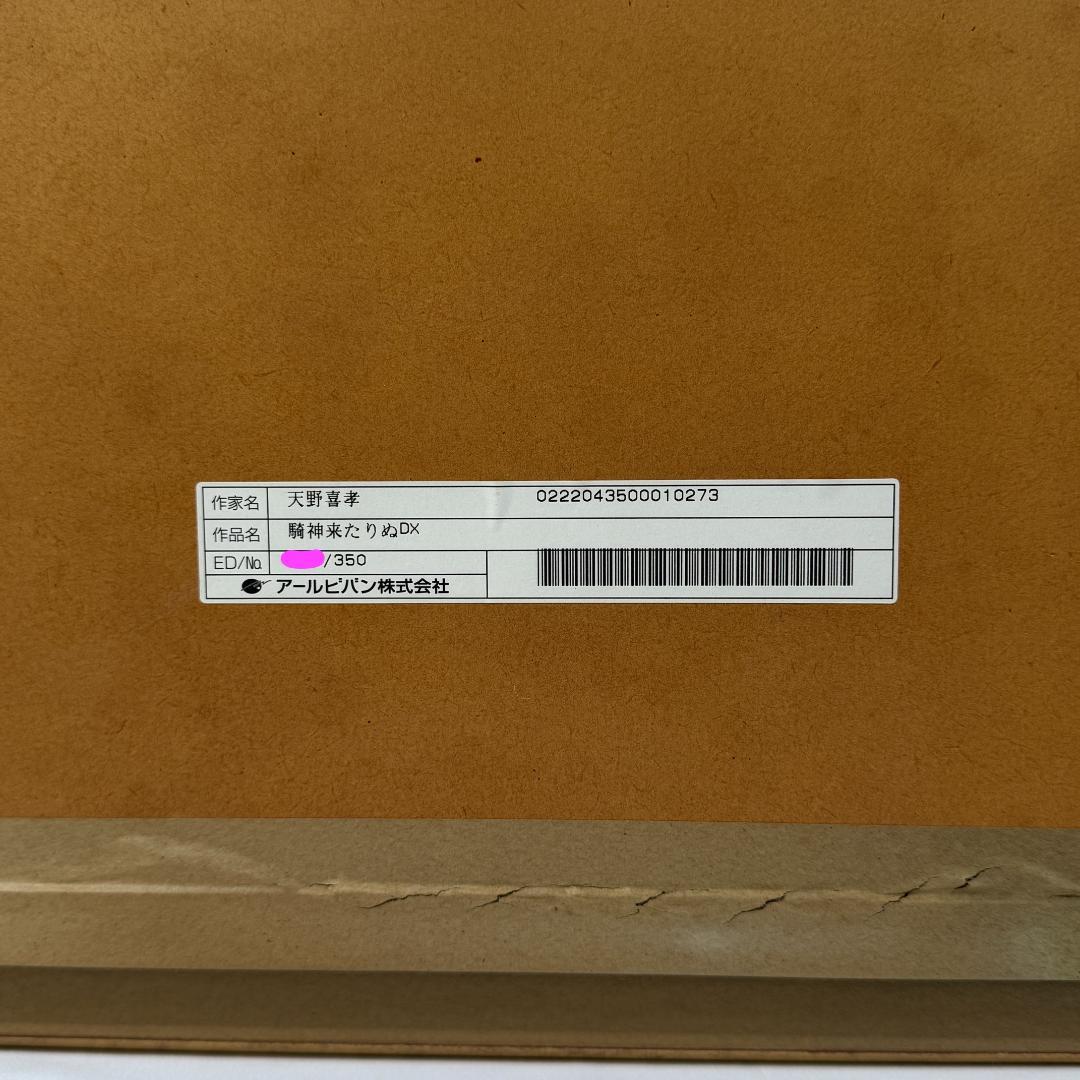 作家名 天野喜孝 0222043500010273
作品名 騎神来たりぬDX
ED/No. /350
アールビバン株式会社